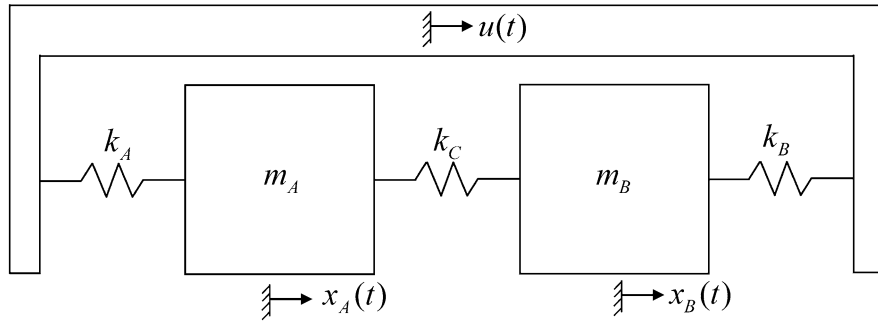 u(t)
k_A
k_C
k_B
m_A
m_B
x_A(t)
x_B(t)